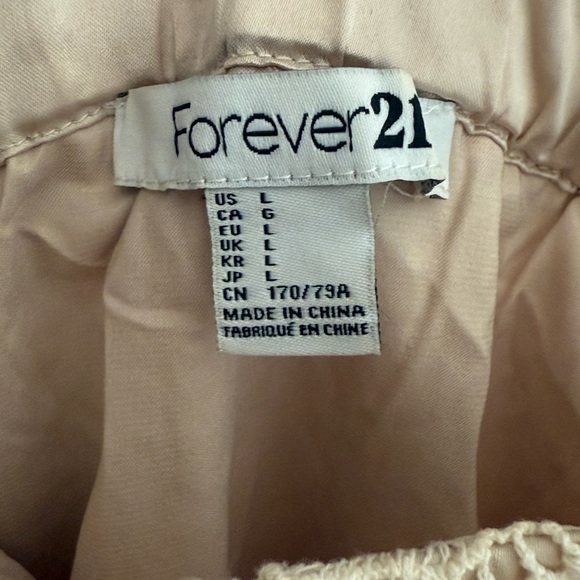 Forever21
US L
CA G
EU L
UK L
KR L
JP L
CN 170/79A
MADE IN CHINA
FABRIQUÉ EN CHINE